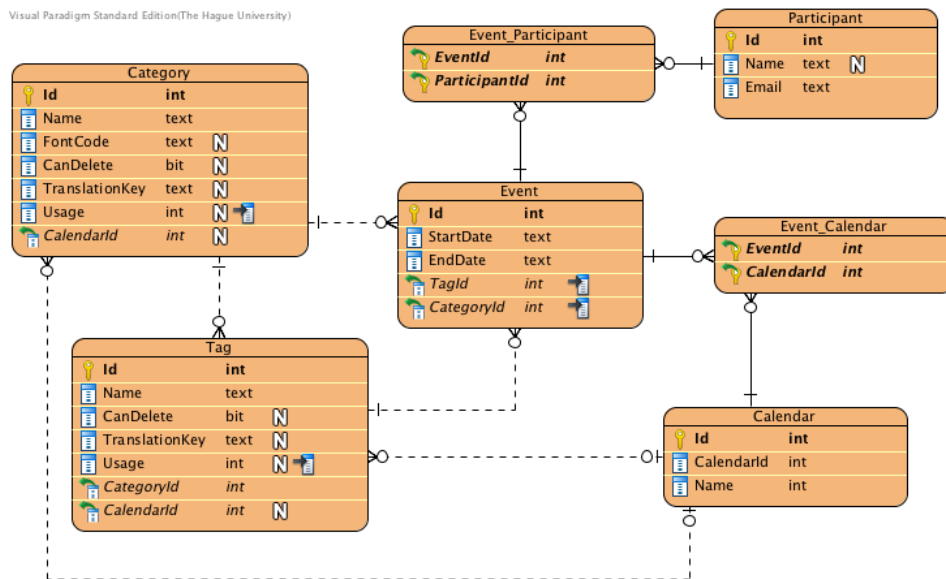 Visual Paradigm Standard Edition(The Hague University)
Category
Id int
Name text
FontCode text N
CanDelete bit N
TranslationKey text N
Usage int N
CalendarId int N
Event_Participant
EventId int
ParticipantId int
Participant
Id int
Name text N
Email text
Event
Id int
StartDate text
EndDate text
TagId int
CategoryId int
Event_Calendar
EventId int
CalendarId int
Tag
Id int
Name text
CanDelete bit N
TranslationKey text N
Usage int N
CategoryId int
CalendarId int N
Calendar
Id int
CalendarId int
Name int